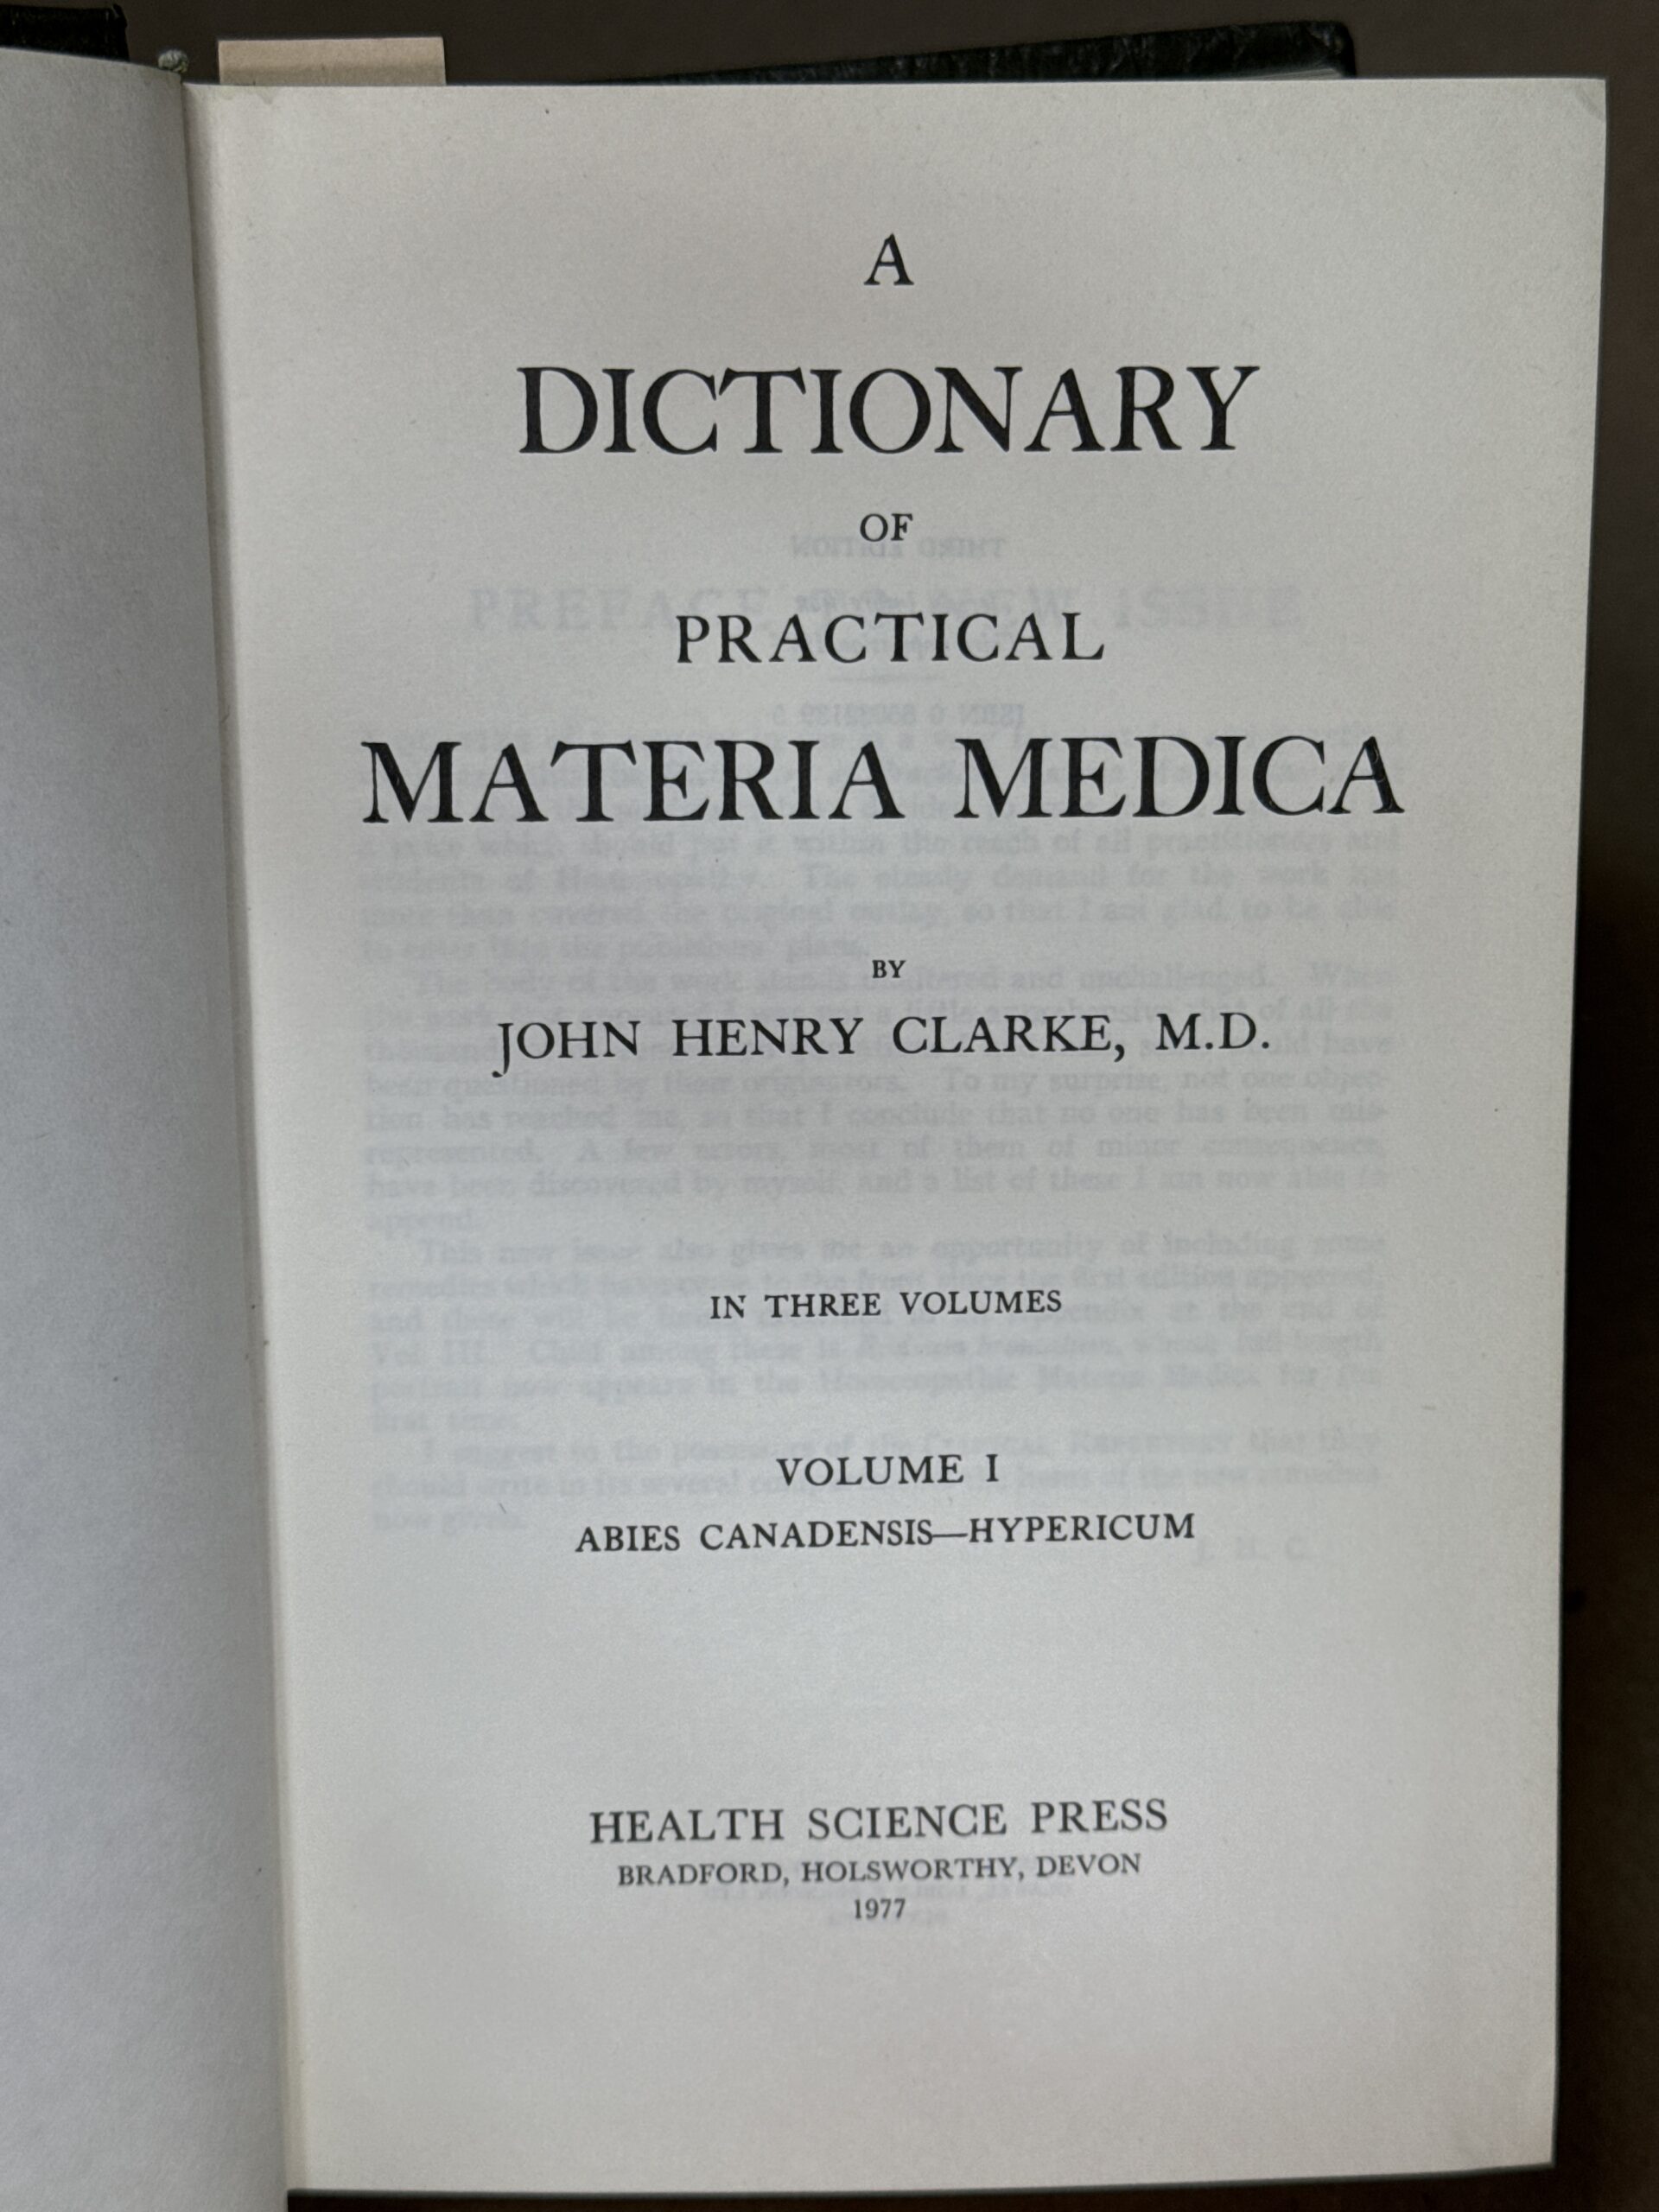 A
DICTIONARY
OF
PRACTICAL
MATERIA MEDICA
BY
JOHN HENRY CLARKE, M.D.
IN THREE VOLUMES
VOLUME I
ABIES CANADENSIS—HYPERICUM
HEALTH SCIENCE PRESS
BRADFORD, HOLSWORTHY, DEVON
1977